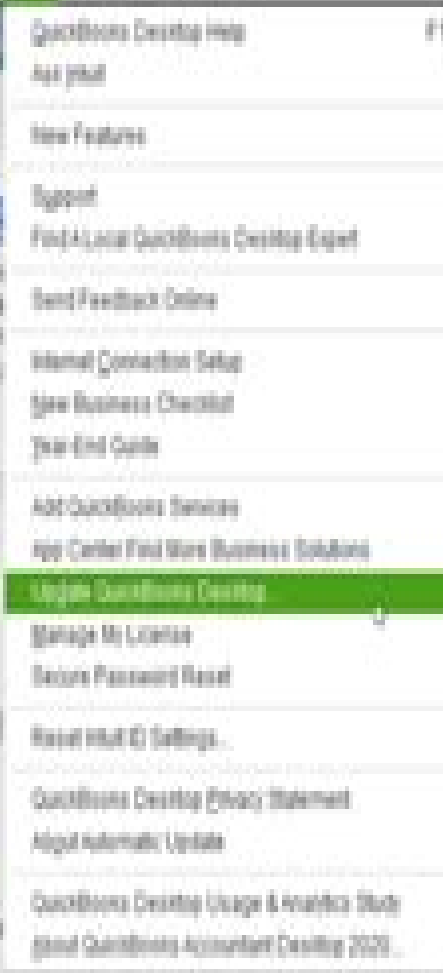 QuickBooks Desktop Help F1
Ask Intuit
New Features
Support
Find A Local QuickBooks Desktop Expert
Send Feedback Online
Internet Connection Setup
New Business Checklist
Year-End Guide
Add QuickBooks Services
App Center Find More Business Solutions
Update QuickBooks Desktop...
Manage My License
Secure Password Reset
Reset Intuit ID Settings...
QuickBooks Desktop Privacy Statement
About Automatic Update
QuickBooks Desktop Usage & Analytics Study
About QuickBooks Accountant Desktop 2020...